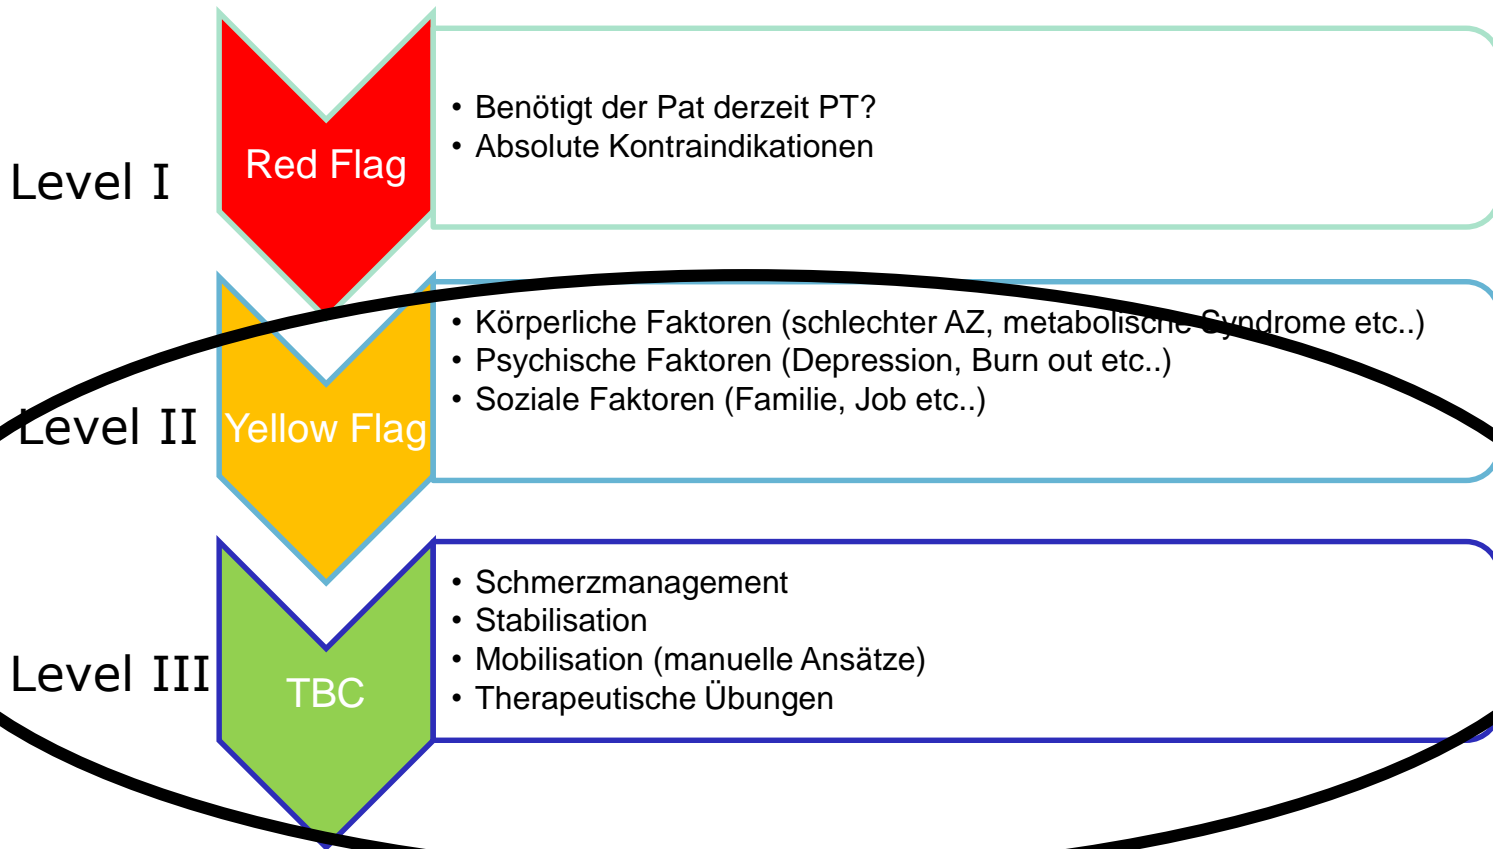 Level I
Red Flag
• Benötigt der Pat derzeit PT?
• Absolute Kontraindikationen
Level II
Yellow Flag
• Körperliche Faktoren (schlechter AZ, metabolische Syndrome etc..)
• Psychische Faktoren (Depression, Burn out etc..)
• Soziale Faktoren (Familie, Job etc..)
Level III
TBC
• Schmerzmanagement
• Stabilisation
• Mobilisation (manuelle Ansätze)
• Therapeutische Übungen